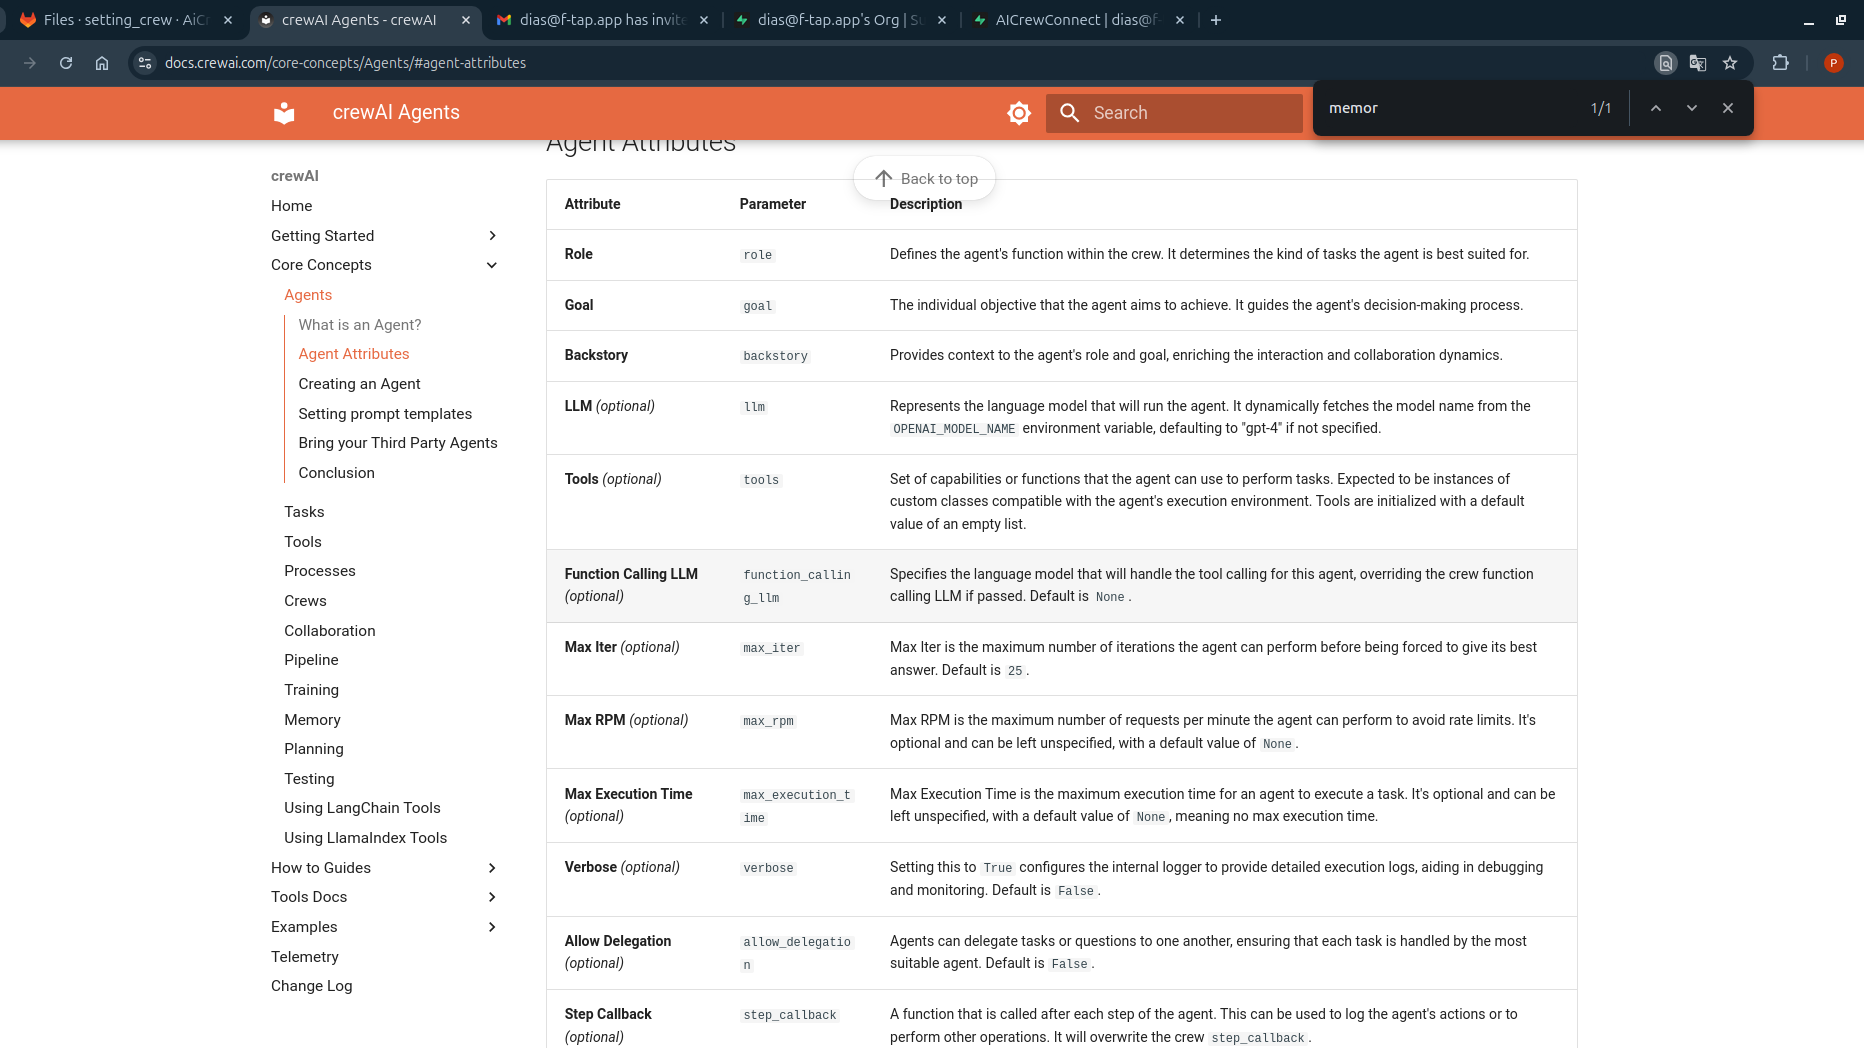 Files · setting_crew · AiCr
crewAI Agents - crewAI
dias@f-tap.app has invite
dias@f-tap.app's Org | Su
AICrewConnect | dias@f-
docs.crewai.com/core-concepts/Agents/#agent-attributes
P
crewAI Agents
Search
memor
1/1
Agent Attributes
Back to top
crewAI
Home
Getting Started
Core Concepts
Agents
What is an Agent?
Agent Attributes
Creating an Agent
Setting prompt templates
Bring your Third Party Agents
Conclusion
Tasks
Tools
Processes
Crews
Collaboration
Pipeline
Training
Memory
Planning
Testing
Using LangChain Tools
Using LlamaIndex Tools
How to Guides
Tools Docs
Examples
Telemetry
Change Log
Attribute Parameter Description
Role role Defines the agent's function within the crew. It determines the kind of tasks the agent is best suited for.
Goal goal The individual objective that the agent aims to achieve. It guides the agent's decision-making process.
Backstory backstory Provides context to the agent's role and goal, enriching the interaction and collaboration dynamics.
LLM (optional) llm Represents the language model that will run the agent. It dynamically fetches the model name from the
OPENAI_MODEL_NAME environment variable, defaulting to "gpt-4" if not specified.
Tools (optional) tools Set of capabilities or functions that the agent can use to perform tasks. Expected to be instances of
custom classes compatible with the agent's execution environment. Tools are initialized with a default
value of an empty list.
Function Calling LLM function_callin Specifies the language model that will handle the tool calling for this agent, overriding the crew function
(optional) g_llm calling LLM if passed. Default is None.
Max Iter (optional) max_iter Max Iter is the maximum number of iterations the agent can perform before being forced to give its best
answer. Default is 25.
Max RPM (optional) max_rpm Max RPM is the maximum number of requests per minute the agent can perform to avoid rate limits. It's
optional and can be left unspecified, with a default value of None.
Max Execution Time max_execution_t Max Execution Time is the maximum execution time for an agent to execute a task. It's optional and can be
(optional) ime left unspecified, with a default value of None, meaning no max execution time.
Verbose (optional) verbose Setting this to True configures the internal logger to provide detailed execution logs, aiding in debugging
and monitoring. Default is False.
Allow Delegation allow_delegatio Agents can delegate tasks or questions to one another, ensuring that each task is handled by the most
(optional) n suitable agent. Default is False.
Step Callback step_callback A function that is called after each step of the agent. This can be used to log the agent's actions or to
(optional) perform other operations. It will overwrite the crew step_callback.